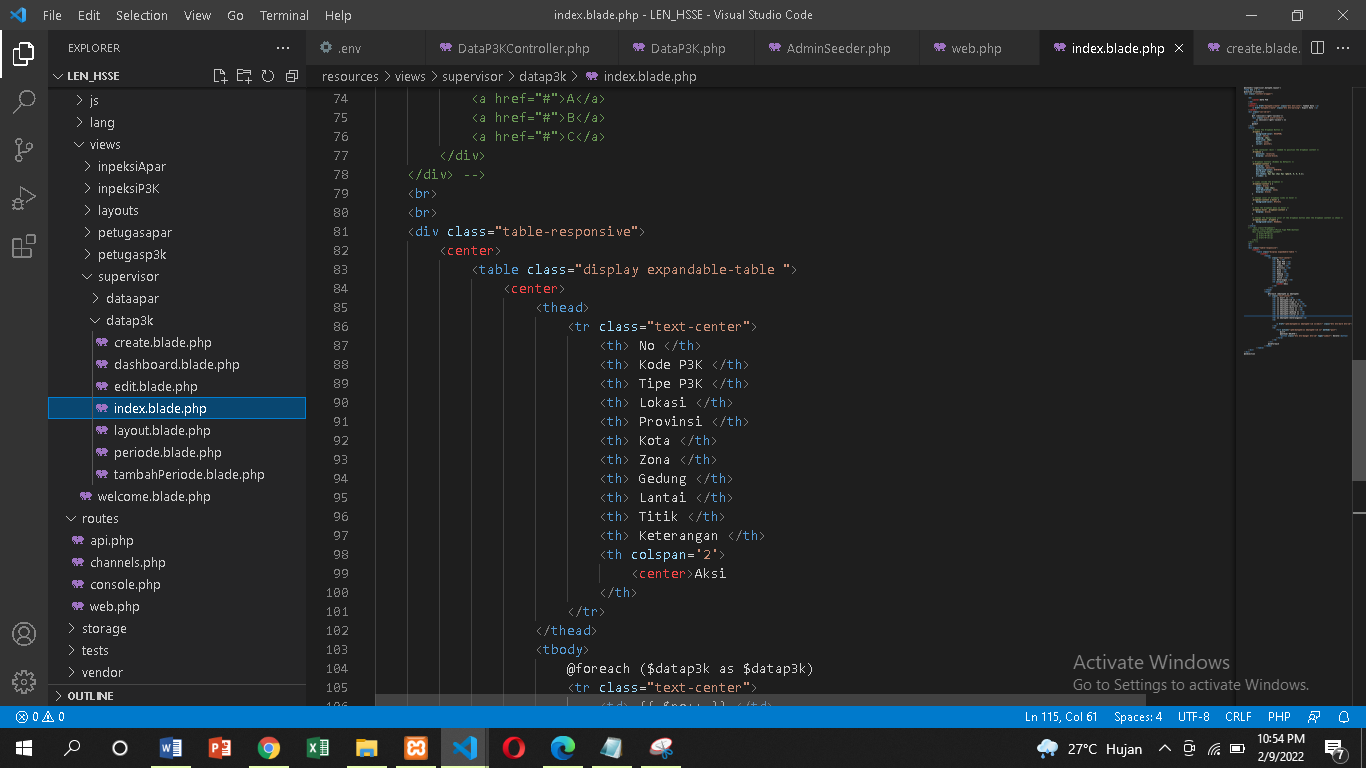 File Edit Selection View Go Terminal Help
index.blade.php - LEN_HSSE - Visual Studio Code
EXPLORER
LEN_HSSE
js
lang
views
inpeksiApar
inpeksiP3K
layouts
petugasapar
petugasp3k
supervisor
dataapar
datap3k
create.blade.php
dashboard.blade.php
edit.blade.php
index.blade.php
layout.blade.php
periode.blade.php
tambahPeriode.blade.php
welcome.blade.php
routes
api.php
channels.php
console.php
web.php
storage
tests
vendor
OUTLINE
.env DataP3KController.php DataP3K.php AdminSeeder.php web.php index.blade.php create.blade.
resources > views > supervisor > datap3k > index.blade.php
74 <a href="#">A</a>
75 <a href="#">B</a>
76 <a href="#">C</a>
77 </div>
78 </div> -->
79 <br>
80 <br>
81 <div class="table-responsive">
82 <center>
83 <table class="display expandable-table ">
84 <center>
85 <thead>
86 <tr class="text-center">
87 <th> No </th>
88 <th> Kode P3K </th>
89 <th> Tipe P3K </th>
90 <th> Lokasi </th>
91 <th> Provinsi </th>
92 <th> Kota </th>
93 <th> Zona </th>
94 <th> Gedung </th>
95 <th> Lantai </th>
96 <th> Titik </th>
97 <th> Keterangan </th>
98 <th colspan='2'>
99 <center>Aksi
100 </th>
101 </tr>
102 </thead>
103 <tbody>
104 @foreach ($datap3k as $datap3k)
105 <tr class="text-center">
Activate Windows
Go to Settings to activate Windows.
0 0
Ln 115, Col 61 Spaces: 4 UTF-8 CRLF PHP
27°C Hujan
10:54 PM
2/9/2022
7